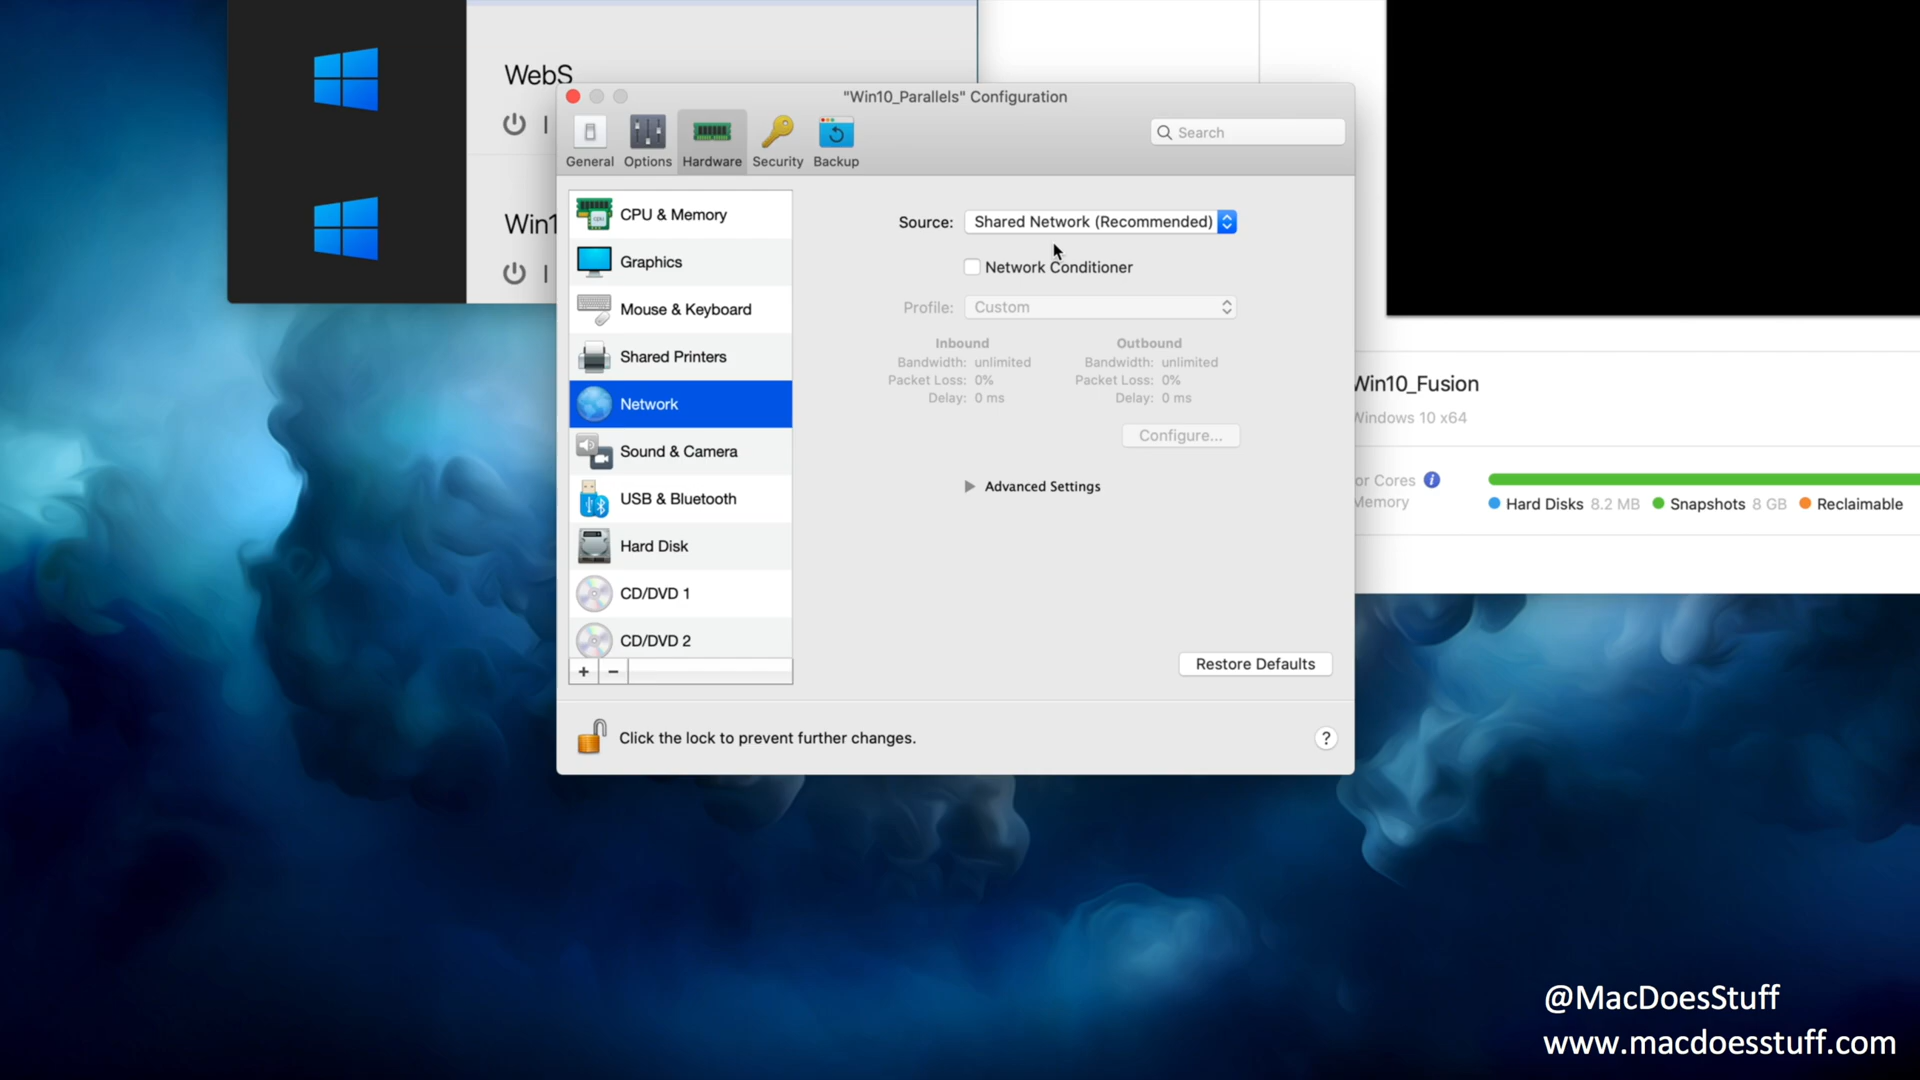 WebS
Win1
"Win10_Parallels" Configuration
General
Options
Hardware
Security
Backup
Search
CPU & Memory
Graphics
Mouse & Keyboard
Shared Printers
Network
Sound & Camera
USB & Bluetooth
Hard Disk
CD/DVD 1
CD/DVD 2
+ −
Source: Shared Network (Recommended)
Network Conditioner
Profile: Custom
Inbound
Bandwidth: unlimited
Packet Loss: 0%
Delay: 0 ms
Outbound
Bandwidth: unlimited
Packet Loss: 0%
Delay: 0 ms
Configure...
Advanced Settings
Restore Defaults
Click the lock to prevent further changes.
?
Win10_Fusion
Windows 10 x64
or Cores
Memory
Hard Disks 8.2 MB Snapshots 8 GB Reclaimable
@MacDoesStuff
www.macdoesstuff.com